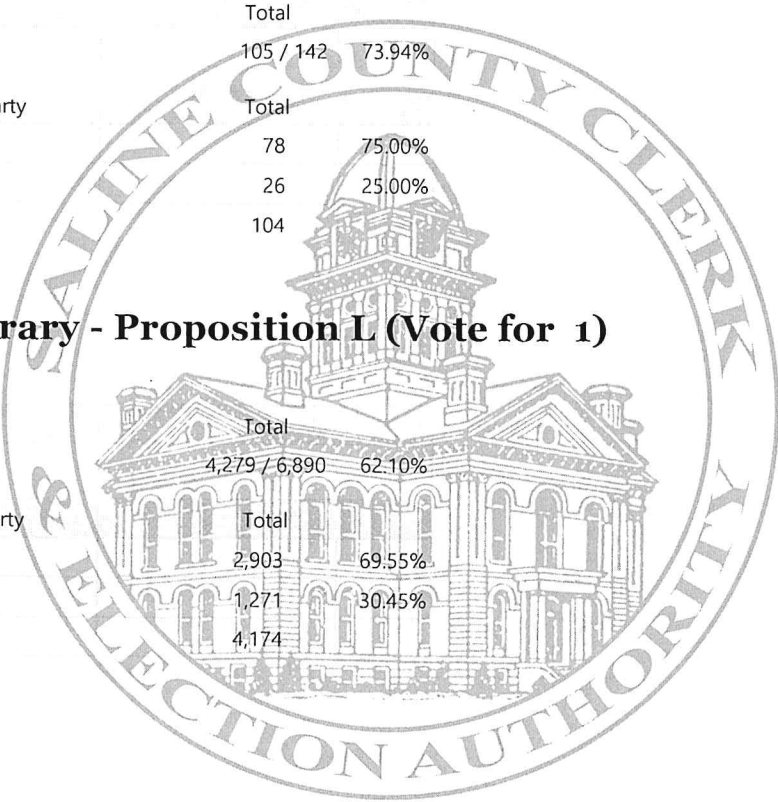 Total
105 / 142 73.94%
arty Total
78 75.00%
26 25.00%
104
rary - Proposition L (Vote for 1)
Total
4,279 / 6,890 62.10%
rty Total
2,903 69.55%
1,271 30.45%
4,174
SALINE COUNTY CLERK
& ELECTION AUTHORITY